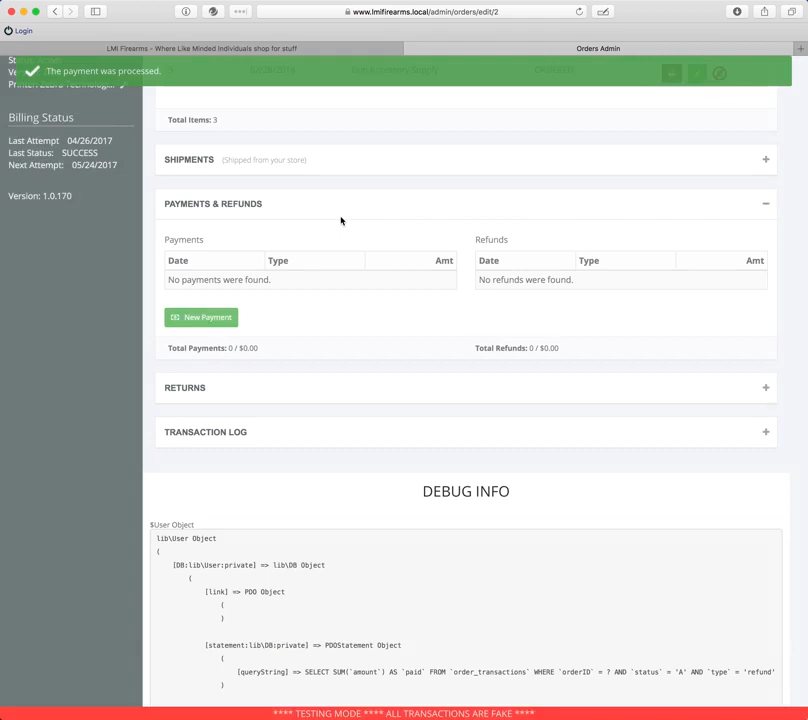 www.lmifirearms.local/admin/orders/edit/2
Login
LMI Firearms - Where Like Minded Individuals shop for stuff
Orders Admin
The payment was processed.
Billing Status
Last Attempt 04/26/2017
Last Status: SUCCESS
Next Attempt: 05/24/2017
Version: 1.0.170
Total Items: 3
SHIPMENTS (Shipped from your store)
PAYMENTS & REFUNDS
Payments
Date Type Amt
No payments were found.
New Payment
Total Payments: 0 / $0.00
Refunds
Date Type Amt
No refunds were found.
Total Refunds: 0 / $0.00
RETURNS
TRANSACTION LOG
DEBUG INFO
$User Object
lib\User Object
(
[DB:lib\User:private] => lib\DB Object
(
[link] => PDO Object
(
)
[statement:lib\DB:private] => PDOStatement Object
(
[queryString] => SELECT SUM(`amount`) AS `paid` FROM `order_transactions` WHERE `orderID` = ? AND `status` = 'A' AND `type` = 'refund'
)
**** TESTING MODE **** ALL TRANSACTIONS ARE FAKE ****